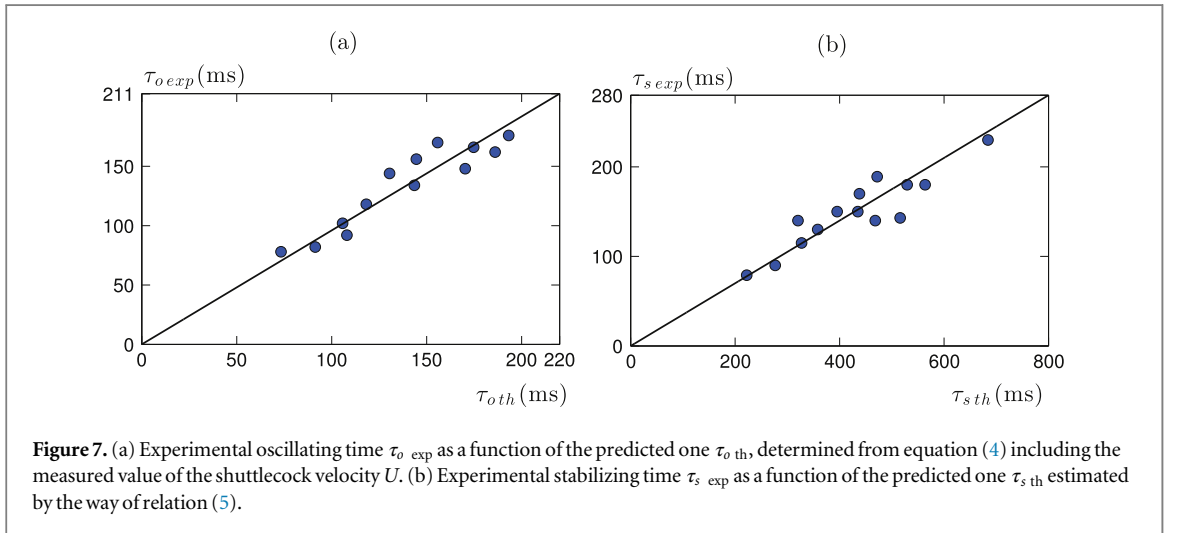 (a)
τo exp(ms)
211
150
100
50
0
0 50 100 150 200 220
τo th(ms)
(b)
τs exp(ms)
280
200
100
0
0 200 400 600 800
τs th(ms)
Figure 7. (a) Experimental oscillating time τo exp as a function of the predicted one τo th, determined from equation (4) including the
measured value of the shuttlecock velocity U. (b) Experimental stabilizing time τs exp as a function of the predicted one τs th estimated
by the way of relation (5).